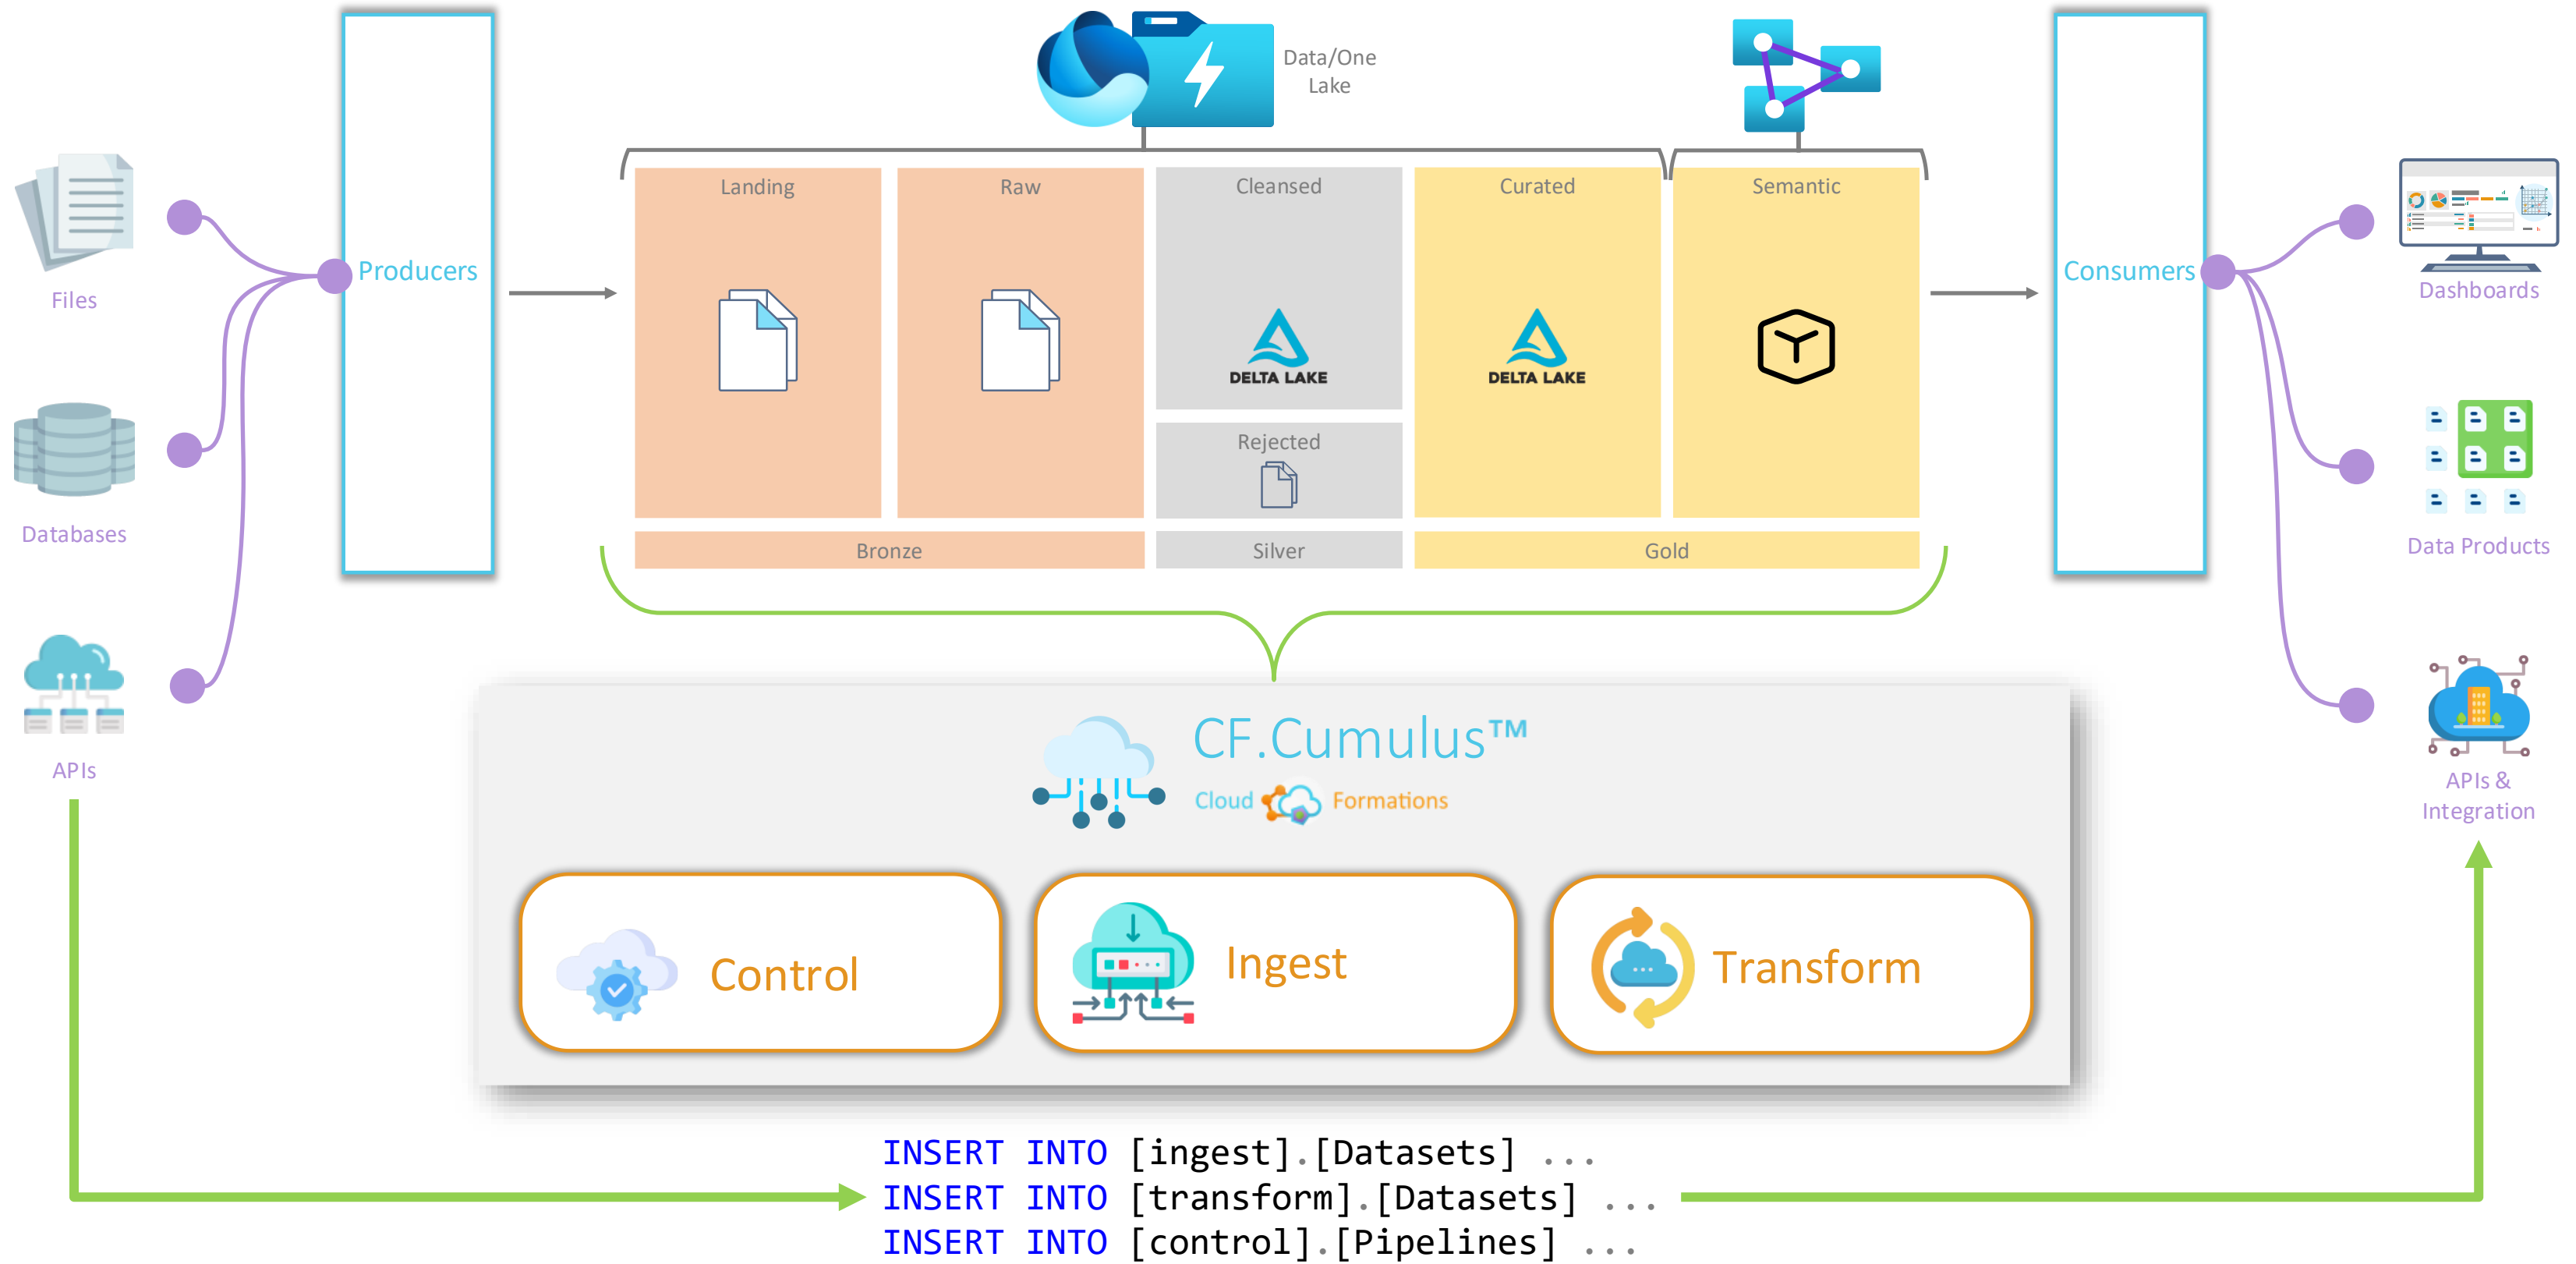 Data/One
Lake
Files
Databases
APIs
Producers
Landing
Raw
Cleansed
Curated
Semantic
DELTA LAKE
DELTA LAKE
Rejected
Bronze
Silver
Gold
Consumers
Dashboards
Data Products
APIs &
Integration
CF.Cumulus™
Cloud Formations
Control
Ingest
Transform
INSERT INTO [ingest].[Datasets] ...
INSERT INTO [transform].[Datasets] ...
INSERT INTO [control].[Pipelines] ...